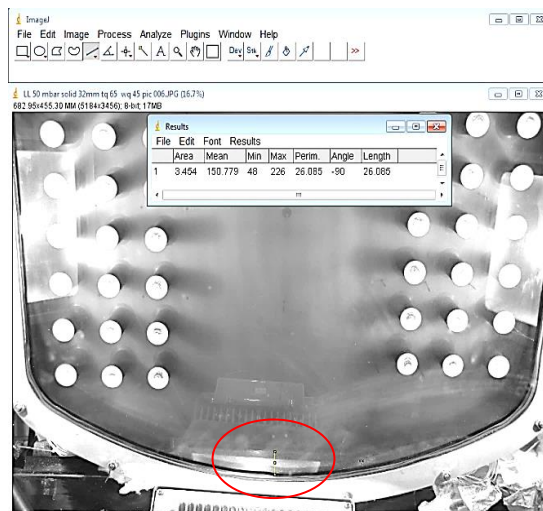 ImageJ
File Edit Image Process Analyze Plugins Window Help
A Dev Stk >>
LL 50 mbar solid 32mm tq 65 wq 45 pic 006.JPG (16.7%)
682.95x455.30 MM (5184x3456); 8-bit; 17MB
Results
File Edit Font Results
Area Mean Min Max Perim. Angle Length
1 3.454 150.779 48 226 26.085 -90 26.085